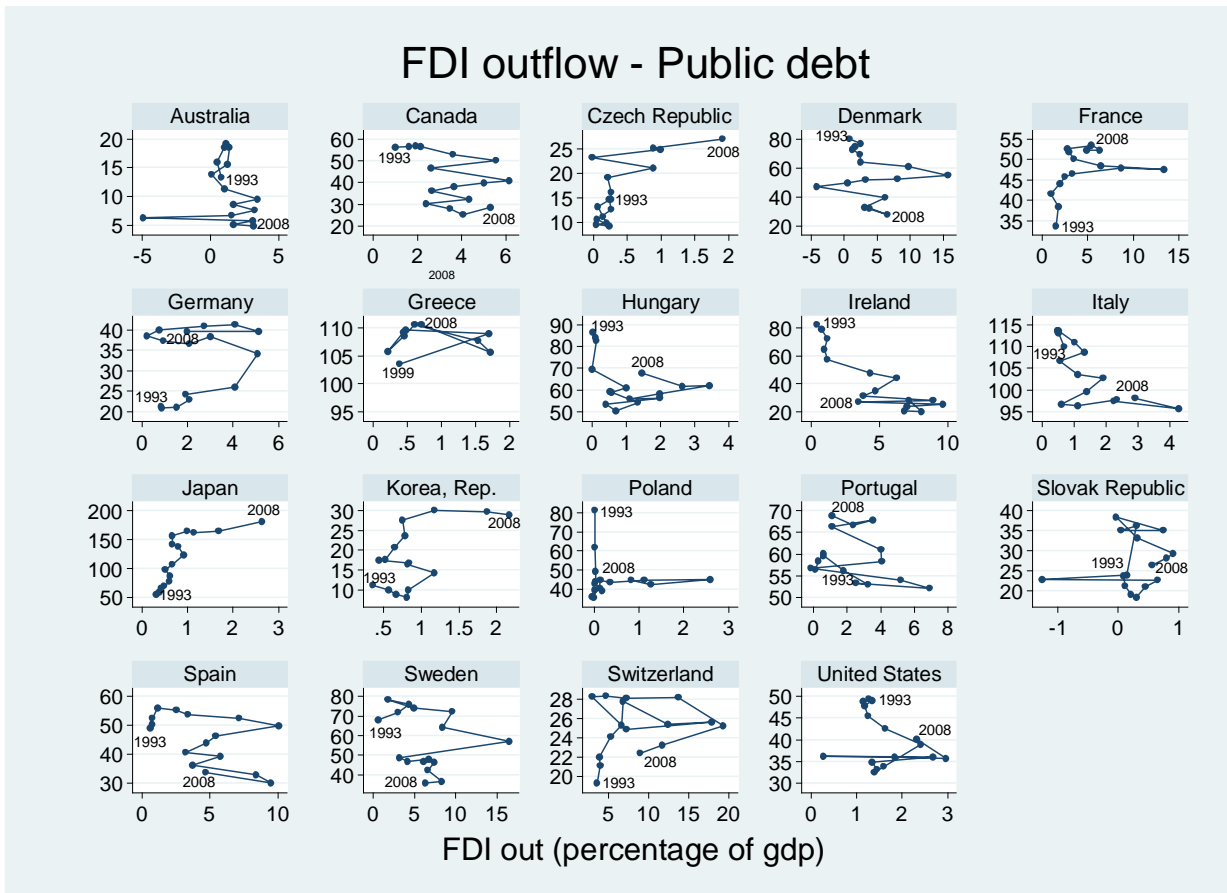 FDI outflow - Public debt
Australia Canada Czech Republic Denmark France
20 15 10 5 1993 2008
-5 0 5
60 50 40 30 20 1993 2008
0 2 4 6
2008
25 20 15 10 2008 1993
0 .5 1 1.5 2
80 60 40 20 1993 2008
-5 0 5 10 15
55 50 45 40 35 2008 1993
0 5 10 15
Germany Greece Hungary Ireland Italy
40 35 30 25 20 2008 1993
0 2 4 6
110 105 100 95 2008 1999
0 .5 1 1.5 2
90 80 70 60 50 1993 2008
0 1 2 3 4
80 60 40 20 1993 2008
0 5 10
115 110 105 100 95 1993 2008
0 1 2 3 4
Japan Korea, Rep. Poland Portugal Slovak Republic
200 150 100 50 2008 1993
0 1 2 3
30 20 10 2008 1993
.5 1 1.5 2
80 60 40 1993 2008
0 1 2 3
70 65 60 55 50 2008 1993
0 2 4 6 8
40 35 30 25 20 1993 2008
-1 0 1
Spain Sweden Switzerland United States
60 50 40 30 1993 2008
0 5 10
80 70 60 50 40 1993 2008
0 5 10 15
28 26 24 22 20 2008 1993
5 10 15 20
50 45 40 35 30 1993 2008
0 1 2 3
FDI out (percentage of gdp)